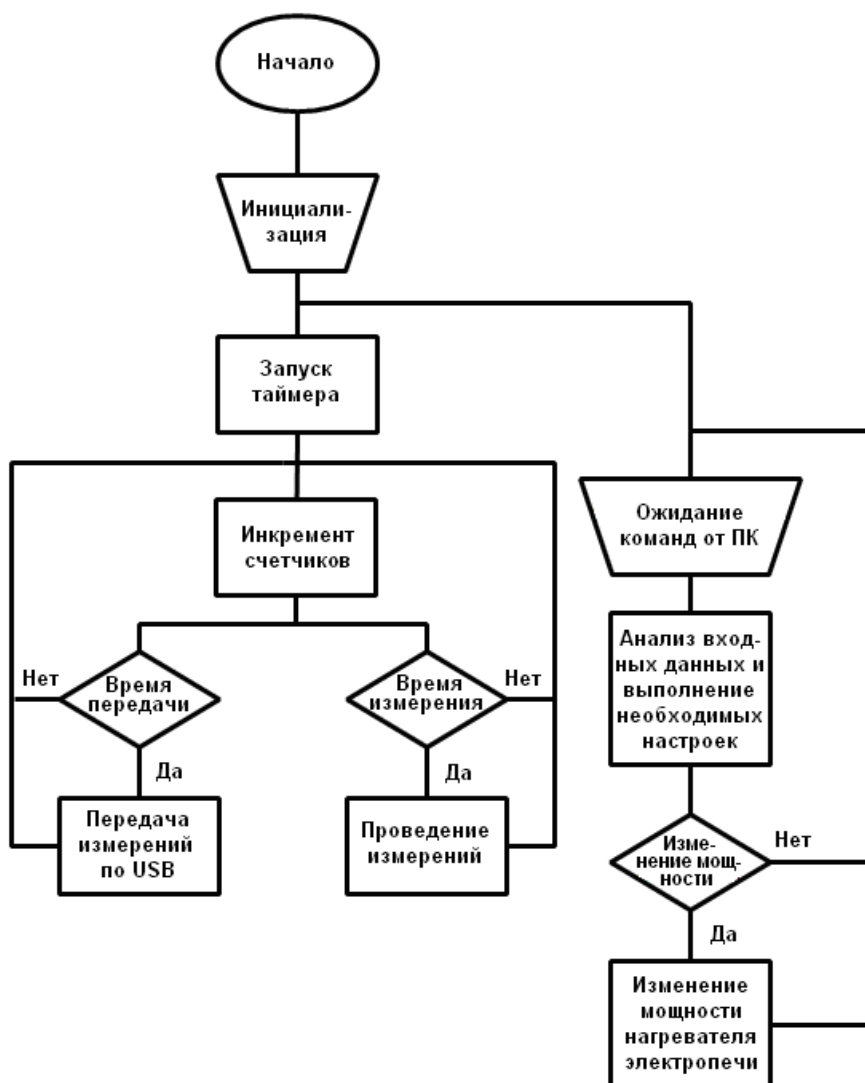 Начало
Инициали-
зация
Запуск
таймера
Инкремент
счетчиков
Нет
Время
передачи
Да
Передача
измерений
по USB
Время
измерения
Нет
Да
Проведение
измерений
Ожидание
команд от ПК
Анализ вход-
ных данных и
выполнение
необходимых
настроек
Изме-
нение мощ-
ности
Нет
Да
Изменение
мощности
нагревателя
электропечи